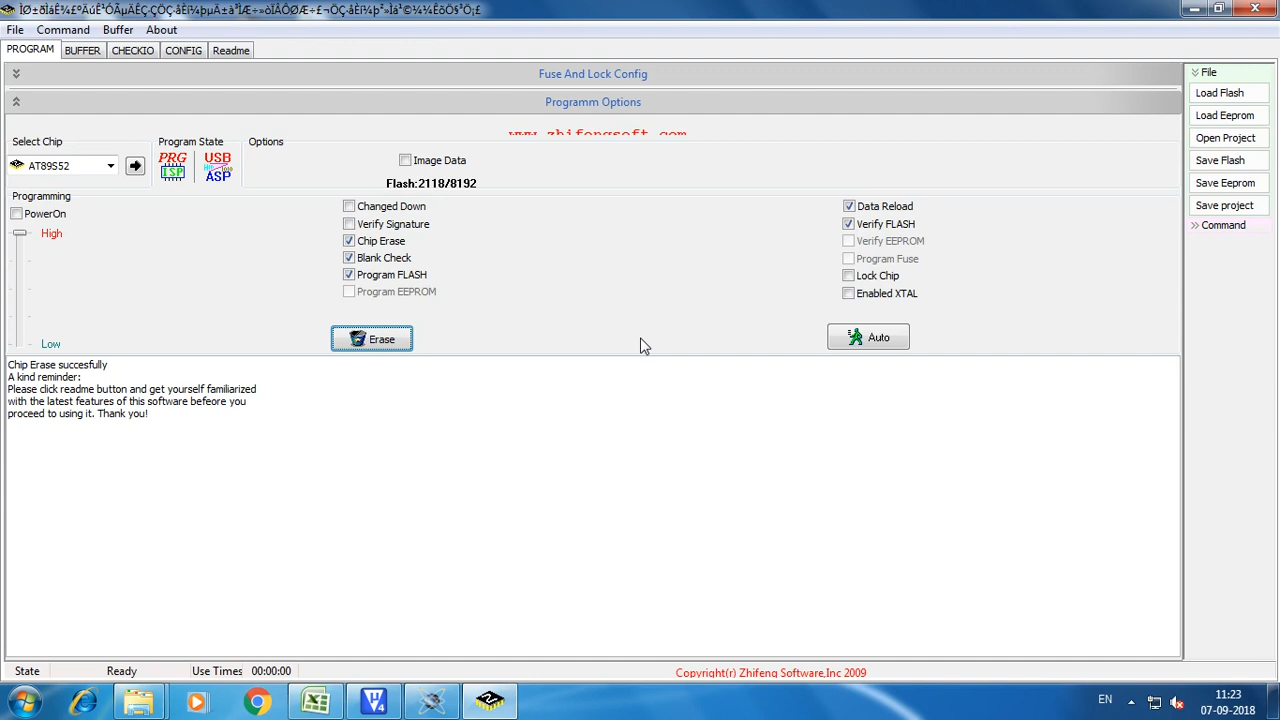 File Command Buffer About
PROGRAM BUFFER CHECKIO CONFIG Readme
Fuse And Lock Config
Programm Options
www.zhifengsoft.com
Select Chip Program State Options
AT89S52
PRG
ISP
USB
ASP
Image Data
Flash:2118/8192
Programming
PowerOn
High
Low
Changed Down
Verify Signature
Chip Erase
Blank Check
Program FLASH
Program EEPROM
Data Reload
Verify FLASH
Verify EEPROM
Program Fuse
Lock Chip
Enabled XTAL
Erase
Auto
Chip Erase succesfully
A kind reminder:
Please click readme button and get yourself familiarized
with the latest features of this software befeore you
proceed to using it. Thank you!
File
Load Flash
Load Eeprom
Open Project
Save Flash
Save Eeprom
Save project
Command
State Ready Use Times 00:00:00 Copyright(r) Zhifeng Software,Inc 2009
EN
11:23
07-09-2018